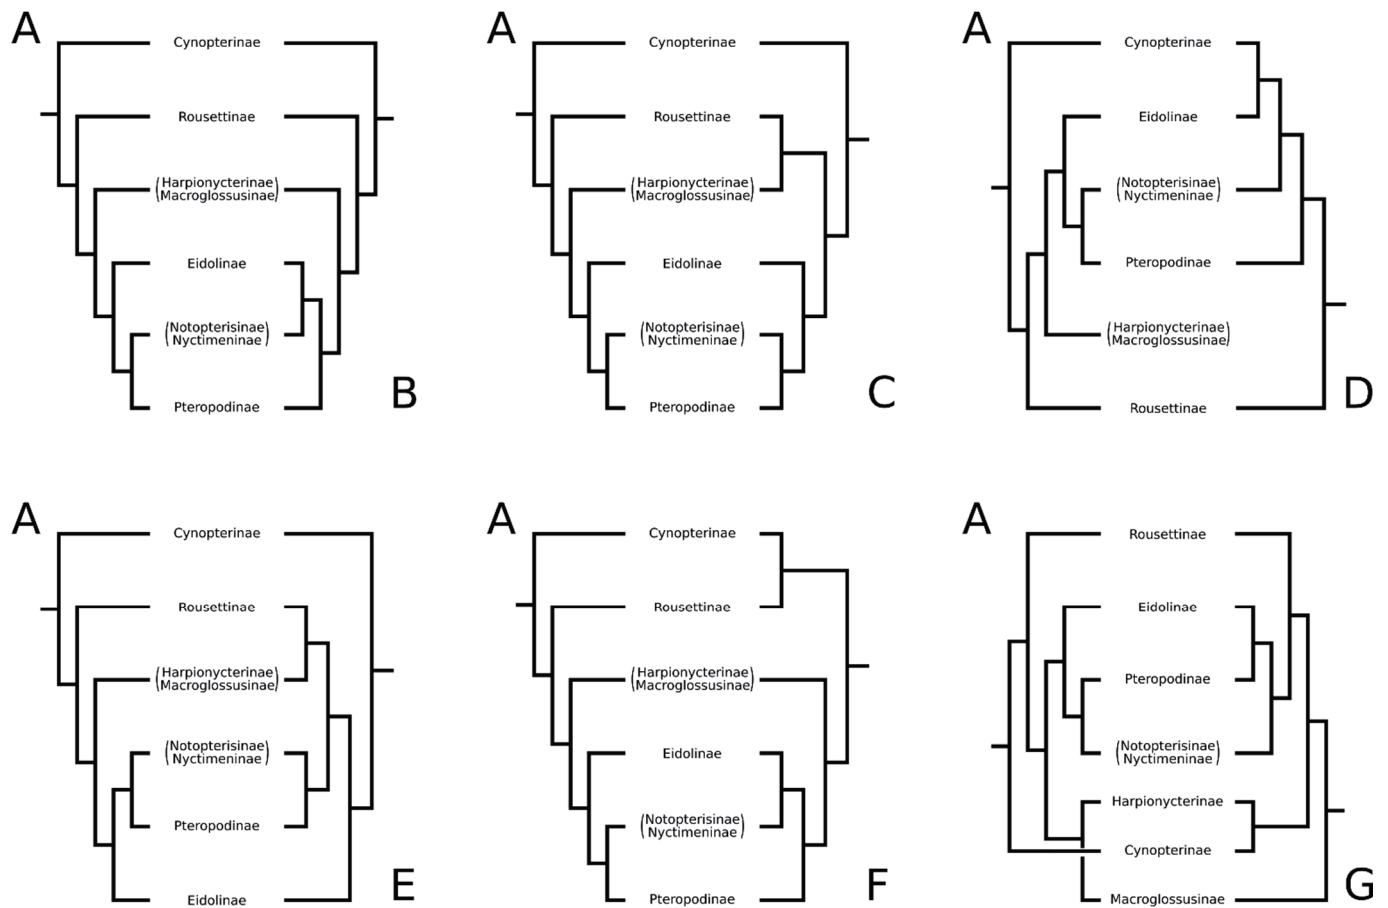 A
Cynopterinae
Rousettinae
(Harpionycterinae
Macroglossusinae)
Eidolinae
(Notopterisinae
Nyctimeninae)
Pteropodinae
B
A
Cynopterinae
Rousettinae
(Harpionycterinae
Macroglossusinae)
Eidolinae
(Notopterisinae
Nyctimeninae)
Pteropodinae
C
A
Cynopterinae
Eidolinae
(Notopterisinae
Nyctimeninae)
Pteropodinae
(Harpionycterinae
Macroglossusinae)
Rousettinae
D
A
Cynopterinae
Rousettinae
(Harpionycterinae
Macroglossusinae)
(Notopterisinae
Nyctimeninae)
Pteropodinae
Eidolinae
E
A
Cynopterinae
Rousettinae
(Harpionycterinae
Macroglossusinae)
Eidolinae
(Notopterisinae
Nyctimeninae)
Pteropodinae
F
A
Rousettinae
Eidolinae
Pteropodinae
(Notopterisinae
Nyctimeninae)
Harpionycterinae
Cynopterinae
Macroglossusinae
G